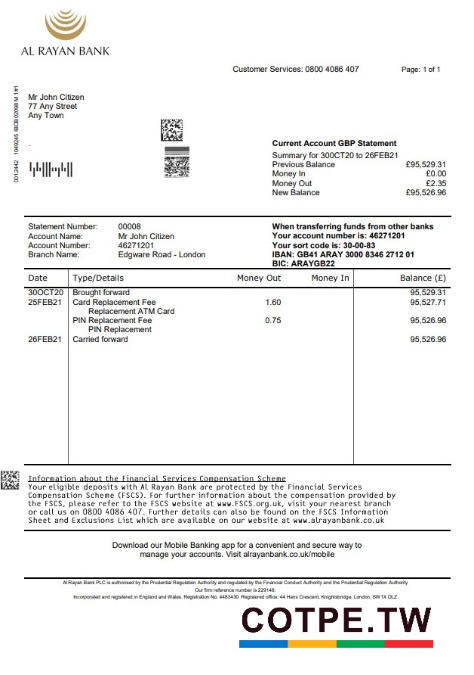 AL RAYAN BANK
Customer Services: 0800 4086 407 Page: 1 of 1
Mr John Citizen
77 Any Street
Any Town
Current Account GBP Statement
Summary for 30OCT20 to 26FEB21
Previous Balance £95,529.31
Money In £0.00
Money Out £2.35
New Balance £95,526.96
Statement Number: 00008
Account Name: Mr John Citizen
Account Number: 46271201
Branch Name: Edgware Road - London
When transferring funds from other banks
Your account number is: 46271201
Your sort code is: 30-00-83
IBAN: GB41 ARAY 3000 8346 2712 01
BIC: ARAYGB22
Date Type/Details Money Out Money In Balance (£)
30OCT20 Brought forward 95,529.31
25FEB21 Card Replacement Fee 1.60 95,527.71
Replacement ATM Card
PIN Replacement Fee 0.75 95,526.96
PIN Replacement
26FEB21 Carried forward 95,526.96
Information about the Financial Services Compensation Scheme
Your eligible deposits with Al Rayan Bank are protected by the Financial Services
Compensation Scheme (FSCS). For further information about the compensation provided by
the FSCS, please refer to the FSCS website at www.FSCS.org.uk, visit your nearest branch
or call us on 0800 4086 407. Further details can also be found on the FSCS Information
Sheet and Exclusions List which are available on our website at www.alrayanbank.co.uk
Download our Mobile Banking app for a convenient and secure way to
manage your accounts. Visit alrayanbank.co.uk/mobile
Al Rayan Bank PLC is authorised by the Prudential Regulation Authority and regulated by the Financial Conduct Authority and the Prudential Regulation Authority.
Our firm reference number is 229148.
Incorporated and registered in England and Wales. Registration No. 4483430. Registered office: 44 Hans Crescent, Knightsbridge, London, SW1X 0LZ
COTPE.TW